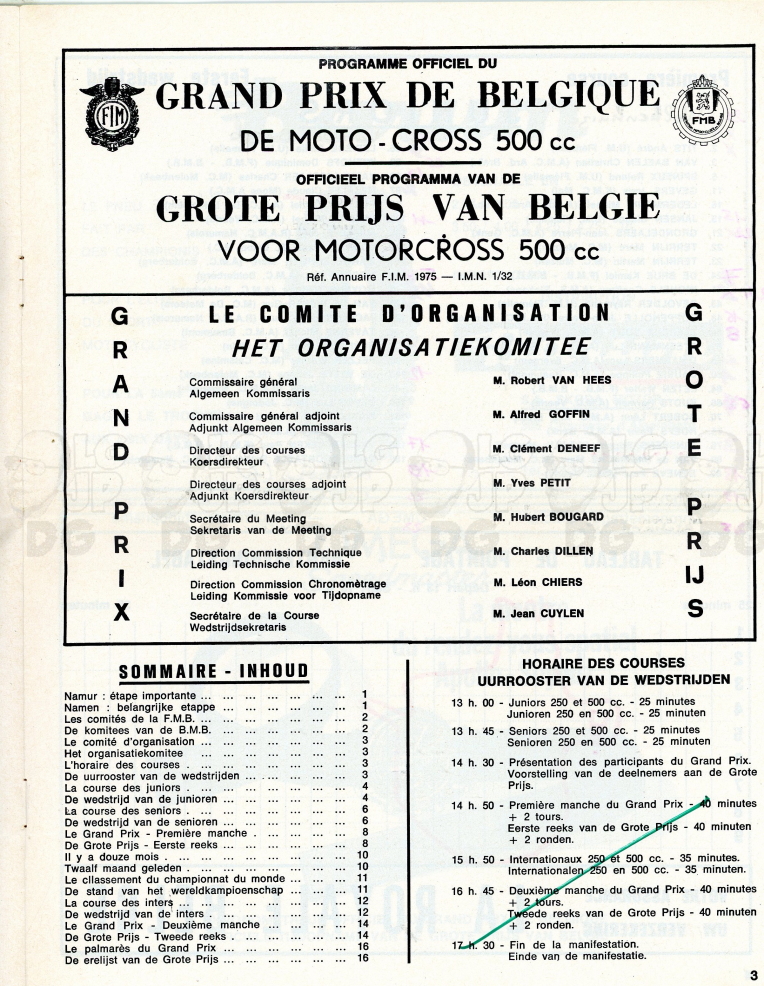 PROGRAMME OFFICIEL DU
GRAND PRIX DE BELGIQUE
DE MOTO-CROSS 500 cc
OFFICIEEL PROGRAMMA VAN DE
GROTE PRIJS VAN BELGIE
VOOR MOTORCROSS 500 cc
Réf. Annuaire F.I.M. 1975 — I.M.N. 1/32
FIM
FMB
GRAND PRIX
LE COMITE D'ORGANISATION
HET ORGANISATIEKOMITEE
GROTE PRIJS
Commissaire général
Algemeen Kommissaris
M. Robert VAN HEES
Commissaire général adjoint
Adjunkt Algemeen Kommissaris
M. Alfred GOFFIN
Directeur des courses
Koersdirekteur
M. Clément DENEEF
Directeur des courses adjoint
Adjunkt Koersdirekteur
M. Yves PETIT
Secrétaire du Meeting
Sekretaris van de Meeting
M. Hubert BOUGARD
Direction Commission Technique
Leiding Technische Kommissie
M. Charles DILLEN
Direction Commission Chronomètrage
Leiding Kommissie voor Tijdopname
M. Léon CHIERS
Secrétaire de la Course
Wedstrijdsekretaris
M. Jean CUYLEN
SOMMAIRE - INHOUD
Namur : étape importante ... ... ... ... ... ... ... 1
Namen : belangrijke etappe ... ... ... ... ... ... 1
Les comités de la F.M.B. ... ... ... ... ... ... ... 2
De komitees van de B.M.B. ... ... ... ... ... ... 2
Le comité d'organisation ... ... ... ... ... ... ... 3
Het organisatiekomitee ... ... ... ... ... ... ... 3
L'horaire des courses . ... ... ... ... ... ... ... 3
De uurrooster van de wedstrijden ... ... ... ... ... 3
La course des juniors . ... ... ... ... ... ... ... 4
De wedstrijd van de junioren ... ... ... ... ... ... 4
La course des seniors . ... ... ... ... ... ... ... 6
De wedstrijd van de senioren ... ... ... ... ... ... 6
Le Grand Prix - Première manche . ... ... ... ... 8
De Grote Prijs - Eerste reeks ... ... ... ... ... ... 8
Il y a douze mois . ... ... ... ... ... ... ... ... 10
Twaalf maand geleden . ... ... ... ... ... ... ... 10
Le cllassement du championnat du monde ... ... ... 11
De stand van het wereldkampioenschap ... ... ... ... 11
La course des inters ... ... ... ... ... ... ... ... 12
De wedstrijd van de inters . ... ... ... ... ... ... 12
Le Grand Prix - Deuxième manche ... ... ... ... 14
De Grote Prijs - Tweede reeks . ... ... ... ... ... 14
Le palmarès du Grand Prix ... ... ... ... ... ... 16
De erelijst van de Grote Prijs ... ... ... ... ... ... 16
HORAIRE DES COURSES
UURROOSTER VAN DE WEDSTRIJDEN
13 h. 00 - Juniors 250 et 500 cc. - 25 minutes
Junioren 250 en 500 cc. - 25 minuten
13 h. 45 - Seniors 250 et 500 cc. - 25 minutes
Senioren 250 en 500 cc. - 25 minuten
14 h. 30 - Présentation des participants du Grand Prix.
Voorstelling van de deelnemers aan de Grote
Prijs.
14 h. 50 - Première manche du Grand Prix - 40 minutes
+ 2 tours.
Eerste reeks van de Grote Prijs - 40 minuten
+ 2 ronden.
15 h. 50 - Internationaux 250 et 500 cc. - 35 minutes.
Internationalen 250 en 500 cc. - 35 minuten.
16 h. 45 - Deuxième manche du Grand Prix - 40 minutes
+ 2 tours.
Tweede reeks van de Grote Prijs - 40 minuten
+ 2 ronden.
17 h. 30 - Fin de la manifestation.
Einde van de manifestatie.
3